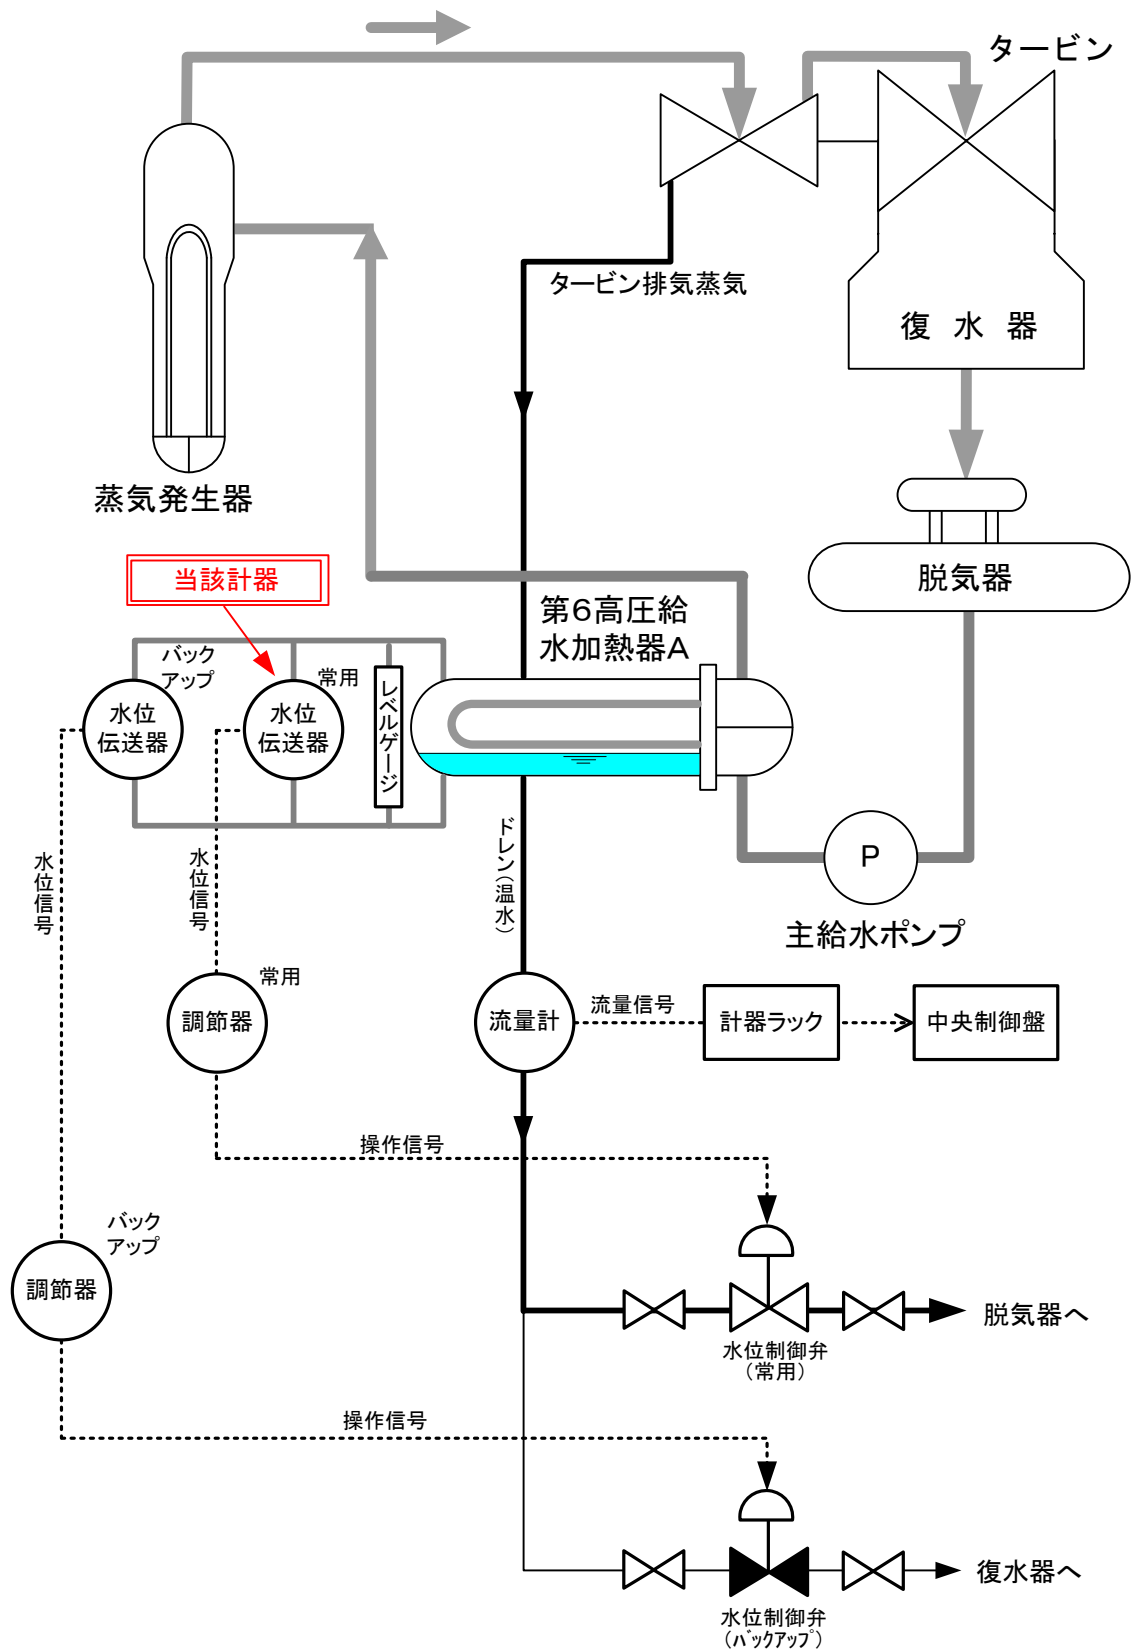 タービン
タービン排気蒸気
復 水 器
蒸気発生器
脱気器
当該計器
第6高圧給
水加熱器A
バック
アップ
常用
水位
伝送器
水位
伝送器
レベルゲージ
ドレン(温水)
水位信号
水位信号
P
主給水ポンプ
常用
調節器
流量計
流量信号
計器ラック
中央制御盤
操作信号
バック
アップ
調節器
脱気器へ
水位制御弁
(常用)
操作信号
復水器へ
水位制御弁
(バックアップ)